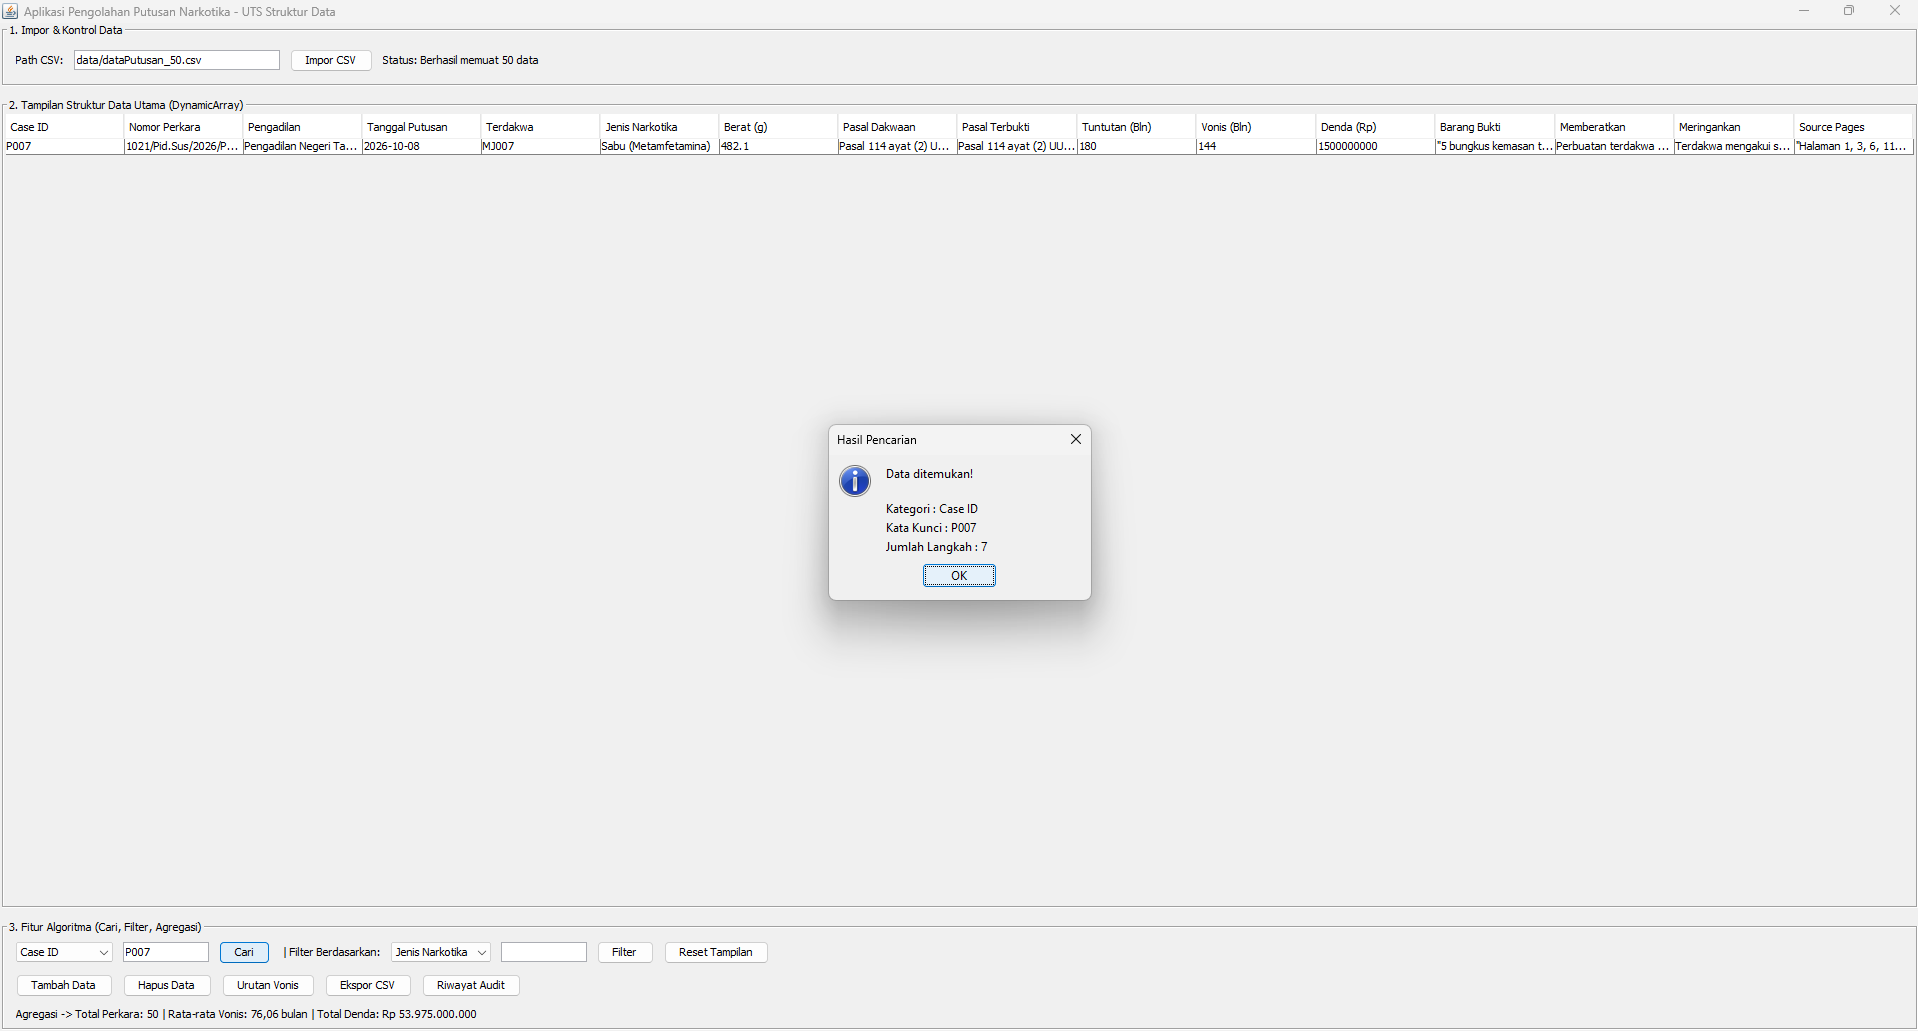 Aplikasi Pengolahan Putusan Narkotika - UTS Struktur Data
1. Impor & Kontrol Data
Path CSV: data/dataPutusan_50.csv Impor CSV Status: Berhasil memuat 50 data
2. Tampilan Struktur Data Utama (DynamicArray)
Case ID Nomor Perkara Pengadilan Tanggal Putusan Terdakwa Jenis Narkotika Berat (g) Pasal Dakwaan Pasal Terbukti Tuntutan (Bln) Vonis (Bln) Denda (Rp) Barang Bukti Memberatkan Meringankan Source Pages
P007 1021/Pid.Sus/2026/P... Pengadilan Negeri Ta... 2026-10-08 MJ007 Sabu (Metamfetamina) 482.1 Pasal 114 ayat (2) U... Pasal 114 ayat (2) UU... 180 144 1500000000 "5 bungkus kemasan t... Perbuatan terdakwa ... Terdakwa mengakui s... "Halaman 1, 3, 6, 11...
Hasil Pencarian
Data ditemukan!
Kategori : Case ID
Kata Kunci : P007
Jumlah Langkah : 7
OK
3. Fitur Algoritma (Cari, Filter, Agregasi)
Case ID P007 Cari | Filter Berdasarkan: Jenis Narkotika Filter Reset Tampilan
Tambah Data Hapus Data Urutan Vonis Ekspor CSV Riwayat Audit
Agregasi -> Total Perkara: 50 | Rata-rata Vonis: 76,06 bulan | Total Denda: Rp 53.975.000.000